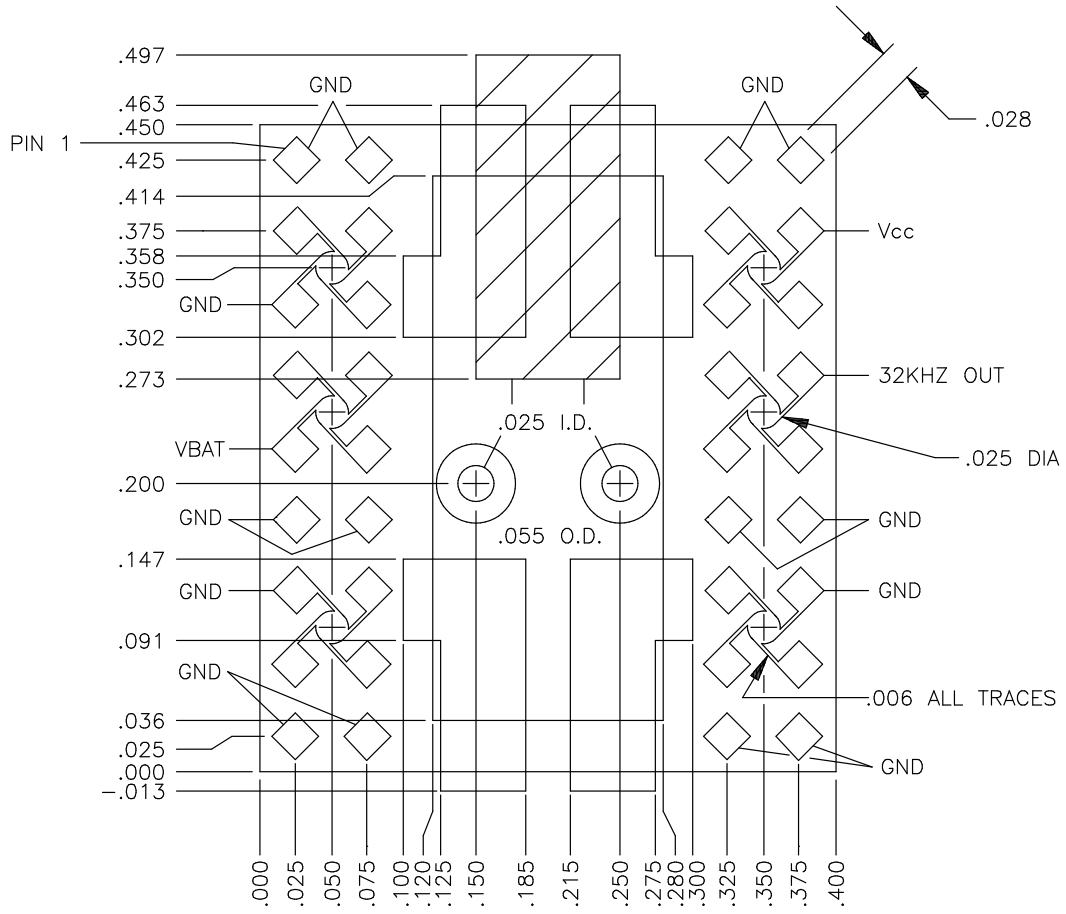 .497
GND
GND
.463
.450
.028
PIN 1
.425
.414
.375
Vcc
.358
.350
GND
.302
.273
32KHZ OUT
.025 I.D.
VBAT
.025 DIA
.200
GND
GND
.055 O.D.
.147
GND
GND
.091
GND
.006 ALL TRACES
.036
.025
GND
.000
-.013
.000
.025
.050
.075
.100
.120
.125
.150
.185
.215
.250
.275
.280
.300
.325
.350
.375
.400